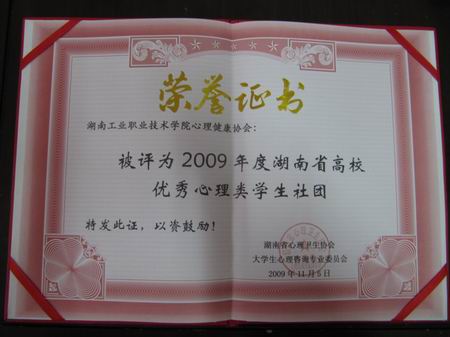 荣誉证书
湖南工业职业技术学院心理健康协会：
被评为2009年度湖南省高校
优秀心理类学生社团
特发此证，以资鼓励！
湖南省心理卫生协会
大学生心理咨询专业委员会
2009年11月5日